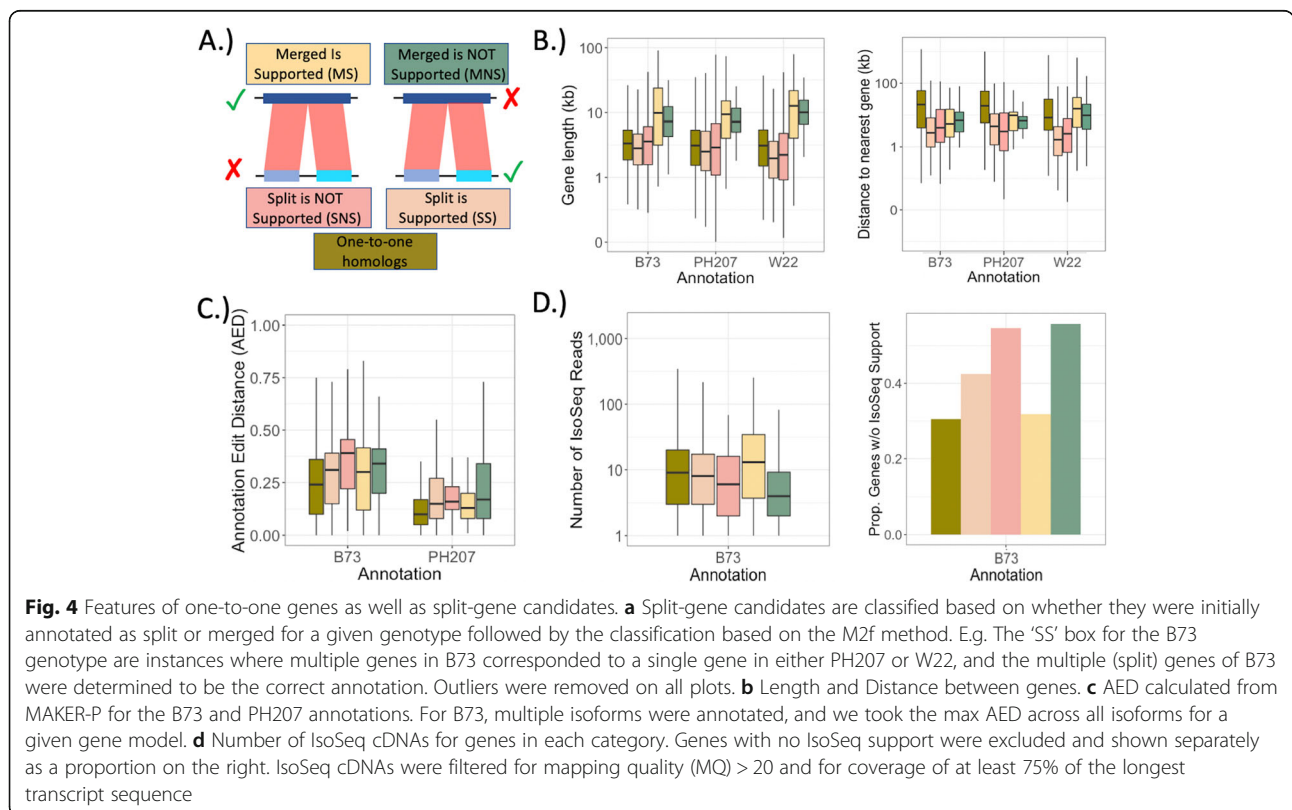 A.)
Merged Is
Supported (MS)
Merged is NOT
Supported (MNS)
✓
✗
✗
✓
Split is NOT
Supported (SNS)
Split is
Supported (SS)
One-to-one
homologs
B.)
Gene length (kb)
100
10
1
0
B73
PH207
W22
Annotation
Distance to nearest gene (kb)
100
1
0
B73
PH207
W22
Annotation
C.)
Annotation Edit Distance (AED)
1.00
0.75
0.50
0.25
0.00
B73
PH207
Annotation
D.)
Number of IsoSeq Reads
1,000
100
10
1
B73
Annotation
Prop. Genes w/o IsoSeq Support
0.4
0.2
0.0
B73
Annotation
Fig. 4 Features of one-to-one genes as well as split-gene candidates. a Split-gene candidates are classified based on whether they were initially
annotated as split or merged for a given genotype followed by the classification based on the M2f method. E.g. The ‘SS’ box for the B73
genotype are instances where multiple genes in B73 corresponded to a single gene in either PH207 or W22, and the multiple (split) genes of B73
were determined to be the correct annotation. Outliers were removed on all plots. b Length and Distance between genes. c AED calculated from
MAKER-P for the B73 and PH207 annotations. For B73, multiple isoforms were annotated, and we took the max AED across all isoforms for a
given gene model. d Number of IsoSeq cDNAs for genes in each category. Genes with no IsoSeq support were excluded and shown separately
as a proportion on the right. IsoSeq cDNAs were filtered for mapping quality (MQ) > 20 and for coverage of at least 75% of the longest
transcript sequence